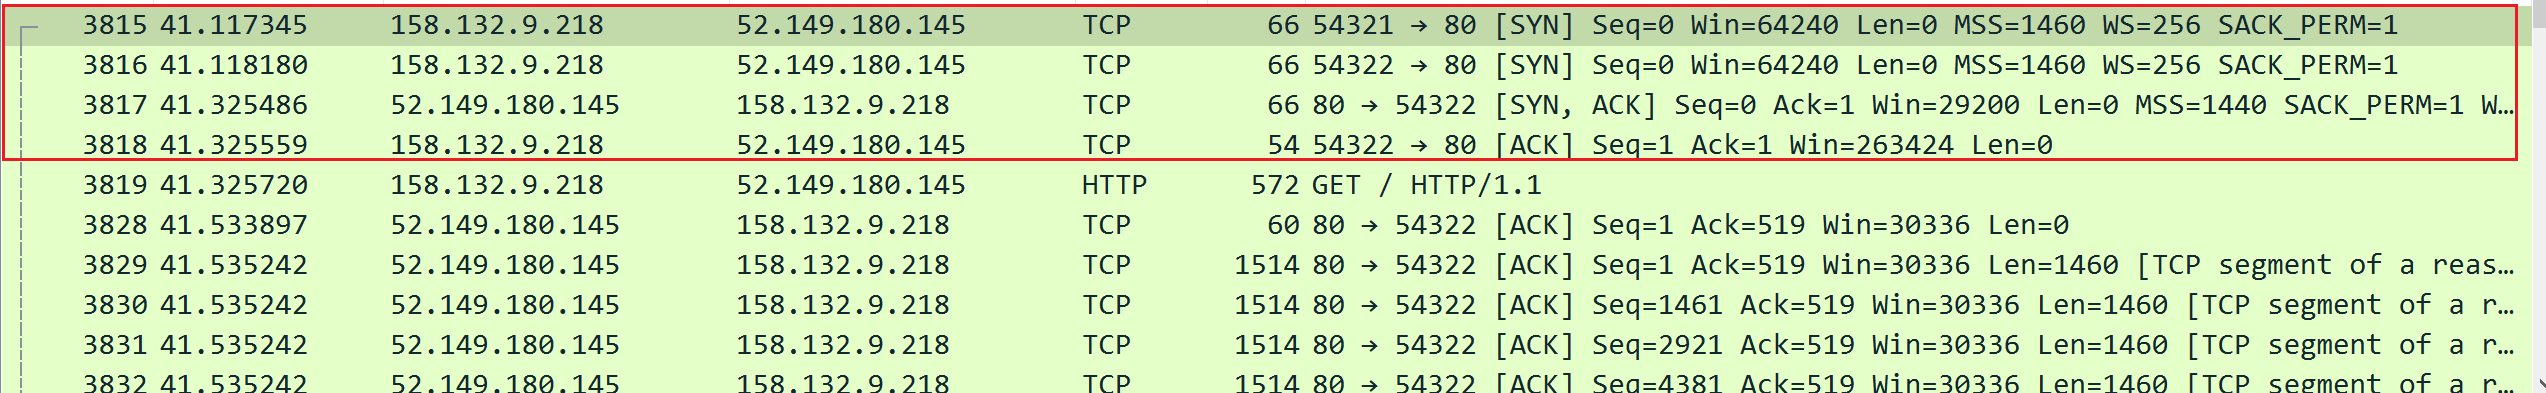 3815 41.117345 158.132.9.218 52.149.180.145 TCP 66 54321 → 80 [SYN] Seq=0 Win=64240 Len=0 MSS=1460 WS=256 SACK_PERM=1
3816 41.118180 158.132.9.218 52.149.180.145 TCP 66 54322 → 80 [SYN] Seq=0 Win=64240 Len=0 MSS=1460 WS=256 SACK_PERM=1
3817 41.325486 52.149.180.145 158.132.9.218 TCP 66 80 → 54322 [SYN, ACK] Seq=0 Ack=1 Win=29200 Len=0 MSS=1440 SACK_PERM=1 W…
3818 41.325559 158.132.9.218 52.149.180.145 TCP 54 54322 → 80 [ACK] Seq=1 Ack=1 Win=263424 Len=0
3819 41.325720 158.132.9.218 52.149.180.145 HTTP 572 GET / HTTP/1.1
3828 41.533897 52.149.180.145 158.132.9.218 TCP 60 80 → 54322 [ACK] Seq=1 Ack=519 Win=30336 Len=0
3829 41.535242 52.149.180.145 158.132.9.218 TCP 1514 80 → 54322 [ACK] Seq=1 Ack=519 Win=30336 Len=1460 [TCP segment of a reas…
3830 41.535242 52.149.180.145 158.132.9.218 TCP 1514 80 → 54322 [ACK] Seq=1461 Ack=519 Win=30336 Len=1460 [TCP segment of a r…
3831 41.535242 52.149.180.145 158.132.9.218 TCP 1514 80 → 54322 [ACK] Seq=2921 Ack=519 Win=30336 Len=1460 [TCP segment of a r…
3832 41.535242 52.149.180.145 158.132.9.218 TCP 1514 80 → 54322 [ACK] Seq=4381 Ack=519 Win=30336 Len=1460 [TCP segment of a r…